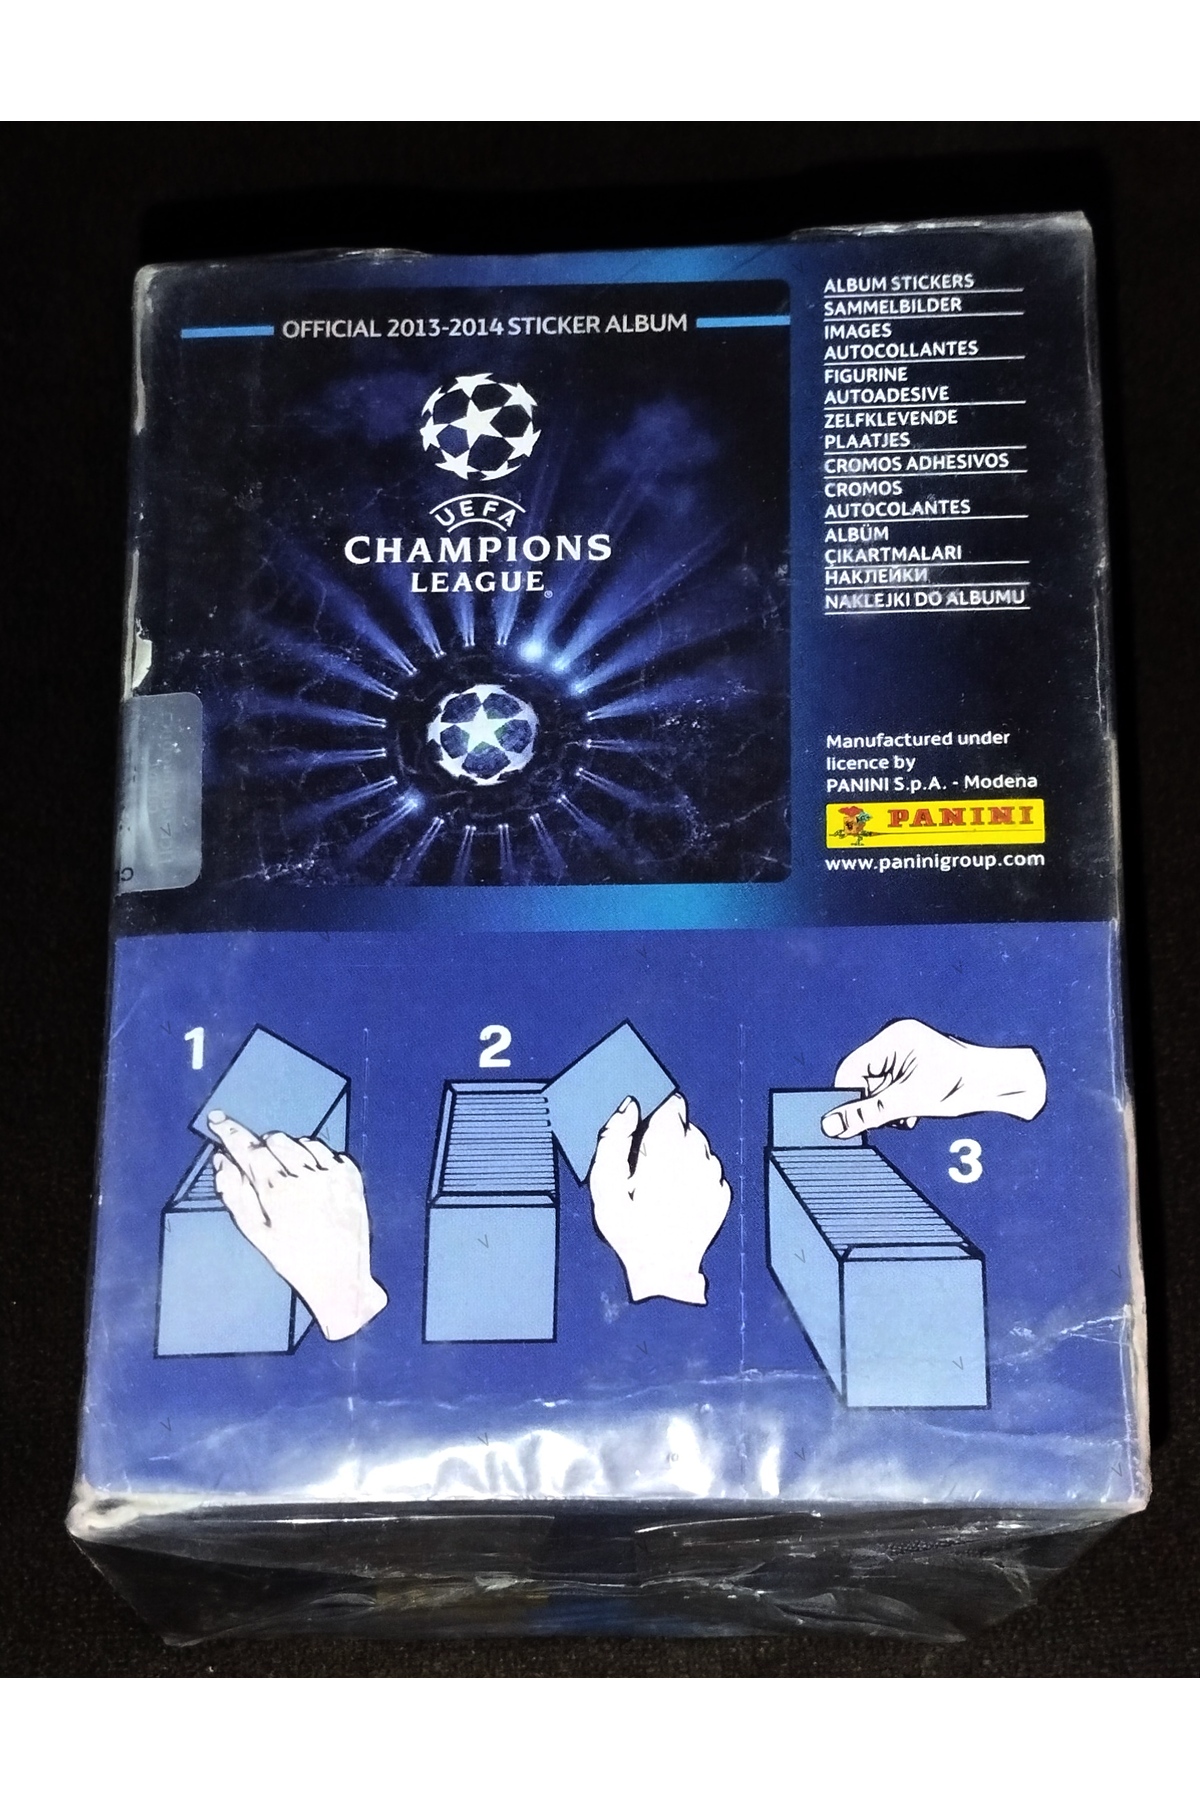 OFFICIAL 2013-2014 STICKER ALBUM
UEFA
CHAMPIONS
LEAGUE®
ALBUM STICKERS
SAMMELBILDER
IMAGES
AUTOCOLLANTES
FIGURINE
AUTOADESIVE
ZELFKLEVENDE
PLAATJES
CROMOS ADHESIVOS
CROMOS
AUTOCOLANTES
ALBÜM
ÇIKARTMALARI
НАКЛЕЙКИ
NAKLEJKI DO ALBUMU
Manufactured under
licence by
PANINI S.p.A. - Modena
PANINI
www.paninigroup.com
1
2
3